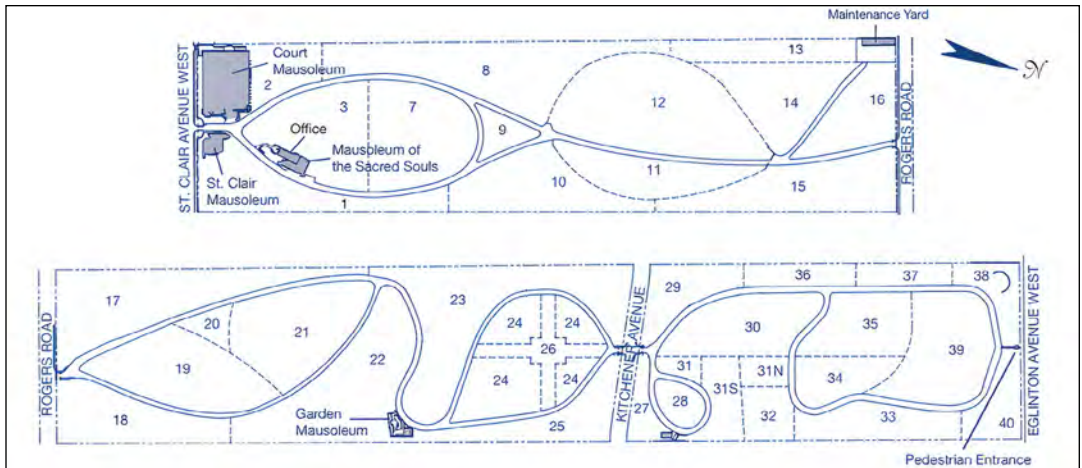 Maintenance Yard
ST. CLAIR AVENUE WEST
Court
Mausoleum
2
8
13
3
7
12
14
16
9
Office
Mausoleum
of the Sacred Souls
St. Clair
Mausoleum
1
10
11
15
ROGERS ROAD
N
ROGERS ROAD
17
20
21
19
18
22
23
24
24
26
24
24
25
Garden
Mausoleum
KITCHENER AVENUE
29
36
37
38
30
35
39
31
31S
31N
34
28
27
32
33
40
EGLINTON AVENUE WEST
Pedestrian Entrance